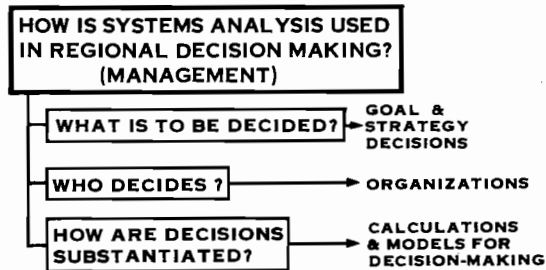 HOW IS SYSTEMS ANALYSIS USED
IN REGIONAL DECISION MAKING?
(MANAGEMENT)
WHAT IS TO BE DECIDED?
GOAL &
STRATEGY
DECISIONS
WHO DECIDES ?
ORGANIZATIONS
HOW ARE DECISIONS
SUBSTANTIATED?
CALCULATIONS
& MODELS FOR
DECISION-MAKING